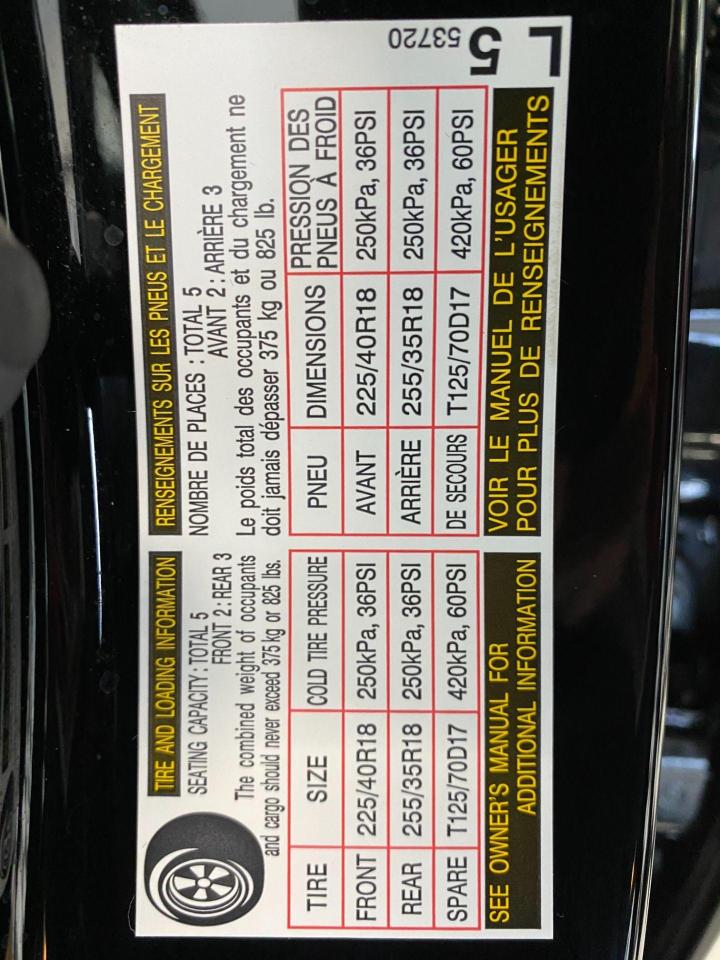 TIRE AND LOADING INFORMATION
SEATING CAPACITY : TOTAL 5
FRONT 2 : REAR 3
The combined weight of occupants
and cargo should never exceed 375 kg or 825 lbs.
TIRE SIZE COLD TIRE PRESSURE
FRONT 225/40R18 250kPa, 36PSI
REAR 255/35R18 250kPa, 36PSI
SPARE T125/70D17 420kPa, 60PSI
SEE OWNER'S MANUAL FOR
ADDITIONAL INFORMATION
RENSEIGNEMENTS SUR LES PNEUS ET LE CHARGEMENT
NOMBRE DE PLACES : TOTAL 5
AVANT 2 : ARRIÈRE 3
Le poids total des occupants et du chargement ne
doit jamais dépasser 375 kg ou 825 lb.
PNEU DIMENSIONS PRESSION DES
PNEUS À FROID
AVANT 225/40R18 250kPa, 36PSI
ARRIÈRE 255/35R18 250kPa, 36PSI
DE SECOURS T125/70D17 420kPa, 60PSI
VOIR LE MANUEL DE L'USAGER
POUR PLUS DE RENSEIGNEMENTS
53720
L5